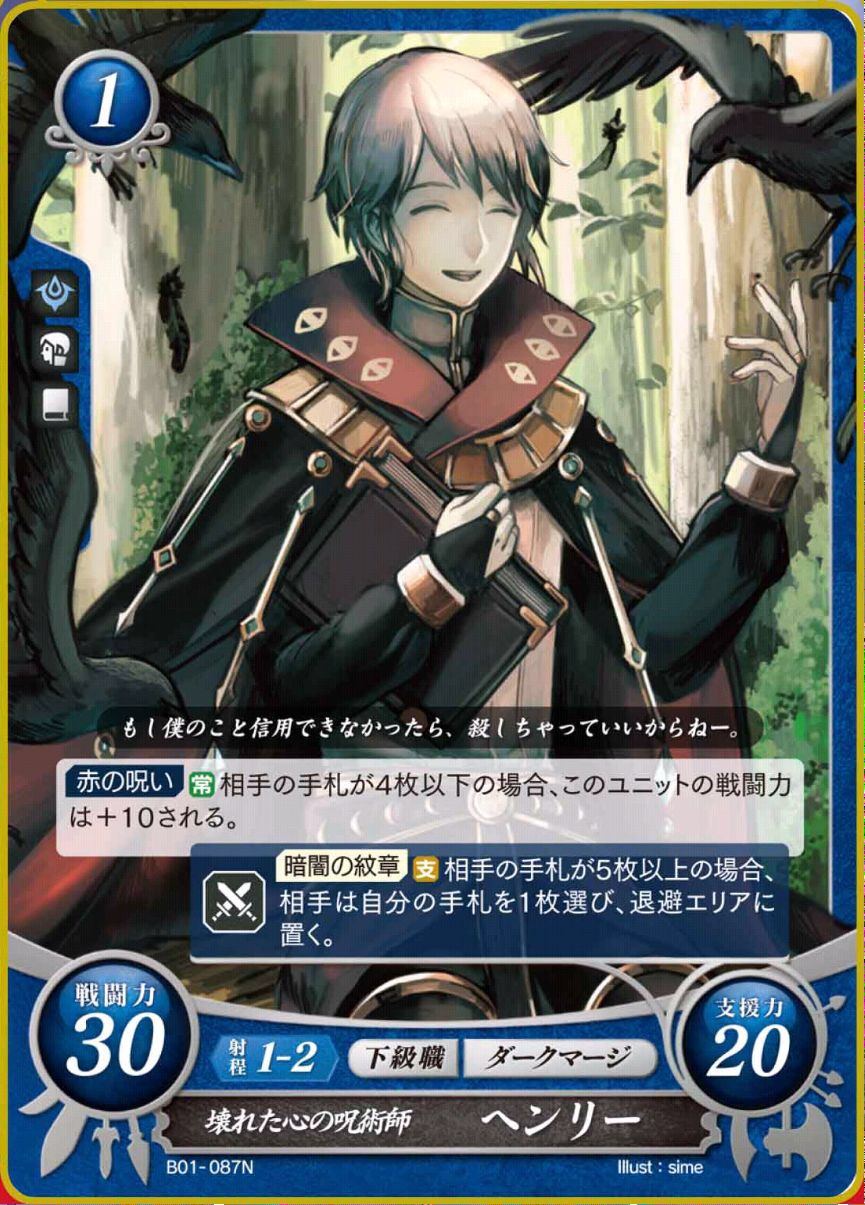 1
もし僕のこと信用できなかったら、殺しちゃっていいからねー。
赤の呪い 常 相手の手札が4枚以下の場合、このユニットの戦闘力
は＋10される。
暗闇の紋章 支 相手の手札が5枚以上の場合、
相手は自分の手札を1枚選び、退避エリアに
置く。
戦闘力
30
射程 1-2 下級職 ダークマージ
支援力
20
壊れた心の呪術師 ヘンリー
B01-087N
Illust：sime